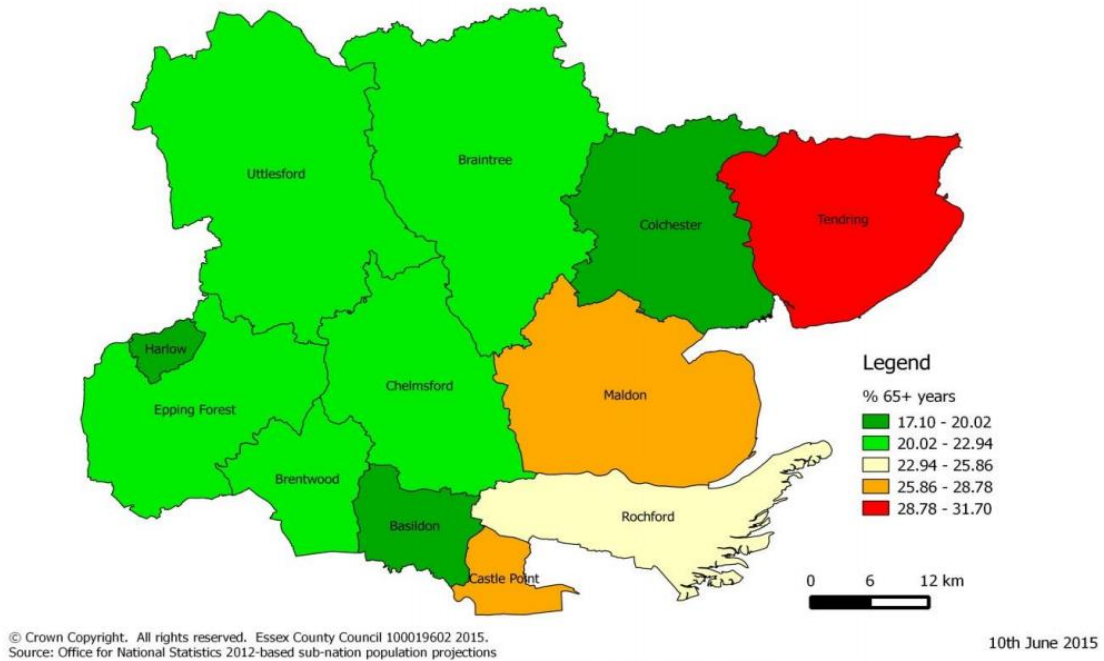 Uttlesford
Braintree
Colchester
Tendring
Harlow
Epping Forest
Chelmsford
Maldon
Brentwood
Basildon
Rochford
Castle Point
Legend
% 65+ years
17.10 - 20.02
20.02 - 22.94
22.94 - 25.86
25.86 - 28.78
28.78 - 31.70
0 6 12 km
© Crown Copyright. All rights reserved. Essex County Council 100019602 2015.
Source: Office for National Statistics 2012-based sub-nation population projections
10th June 2015